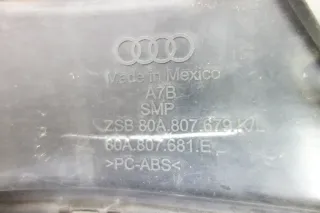 Made in Mexico
A7B
SMP
ZSB 80A.807.679.K/L
80A.807.681.E
>PC-ABS<